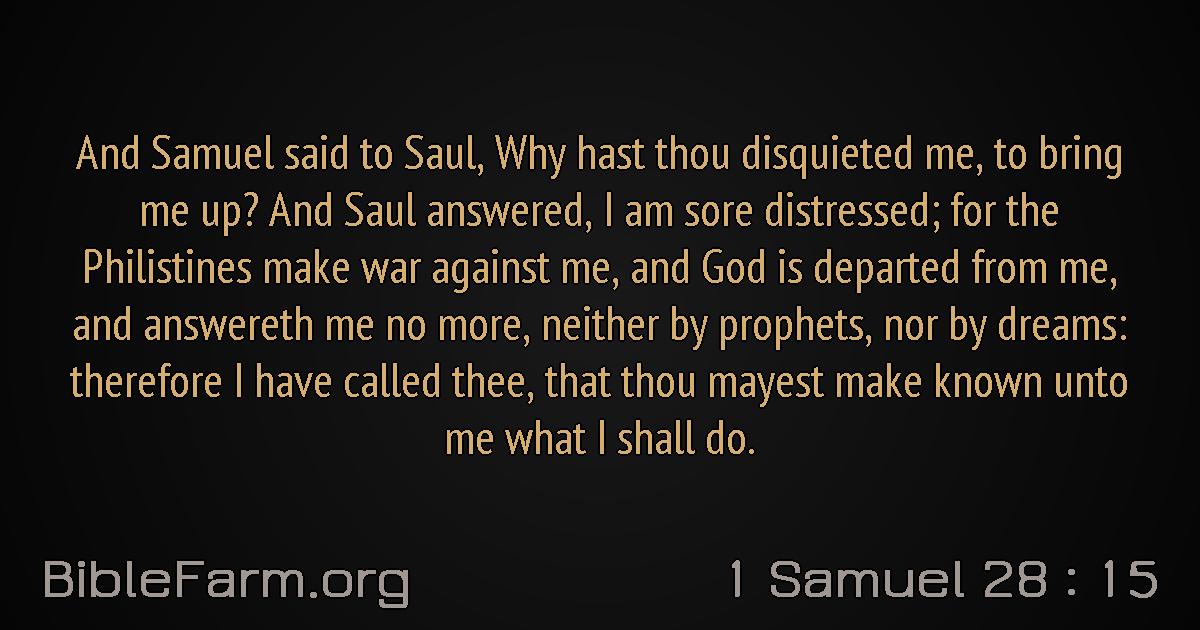 And Samuel said to Saul, Why hast thou disquieted me, to bring
me up? And Saul answered, I am sore distressed; for the
Philistines make war against me, and God is departed from me,
and answereth me no more, neither by prophets, nor by dreams:
therefore I have called thee, that thou mayest make known unto
me what I shall do.
BibleFarm.org
1 Samuel 28 : 15